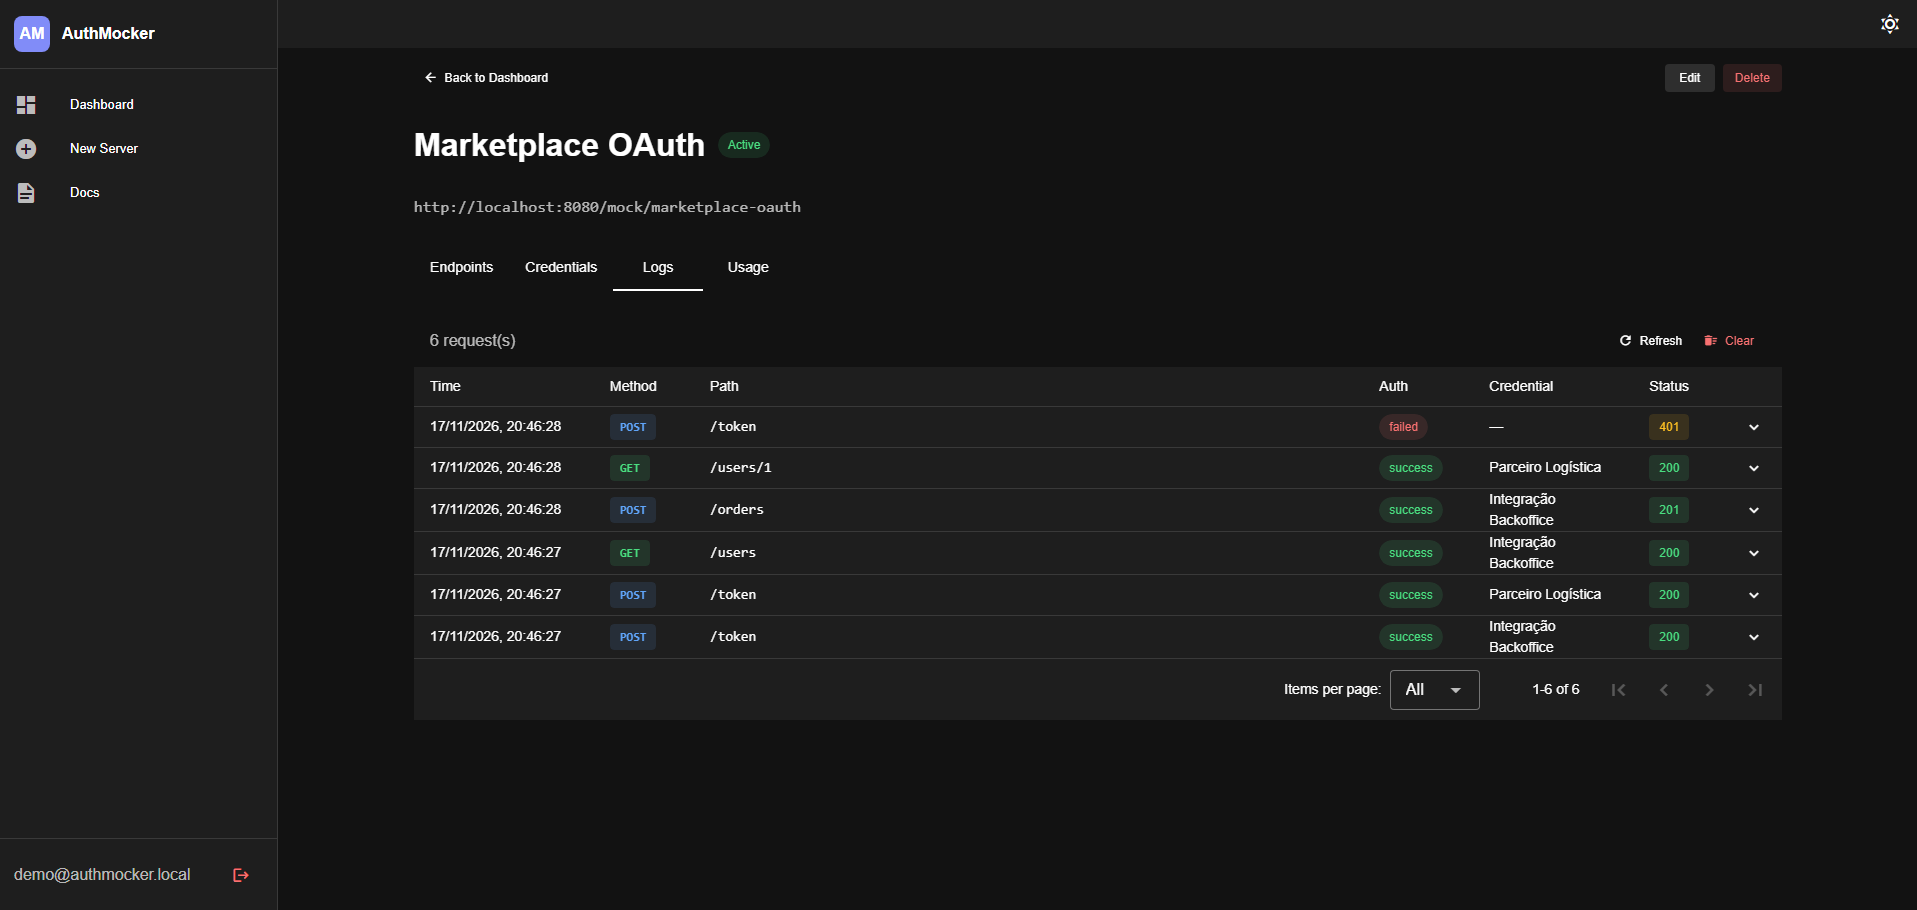 AM AuthMocker
Dashboard
New Server
Docs
demo@authmocker.local
Back to Dashboard
Edit Delete
Marketplace OAuth Active
http://localhost:8080/mock/marketplace-oauth
Endpoints Credentials Logs Usage
6 request(s) Refresh Clear
Time Method Path Auth Credential Status
17/11/2026, 20:46:28 POST /token failed — 401
17/11/2026, 20:46:28 GET /users/1 success Parceiro Logística 200
17/11/2026, 20:46:28 POST /orders success Integração Backoffice 201
17/11/2026, 20:46:27 GET /users success Integração Backoffice 200
17/11/2026, 20:46:27 POST /token success Parceiro Logística 200
17/11/2026, 20:46:27 POST /token success Integração Backoffice 200
Items per page: All 1-6 of 6